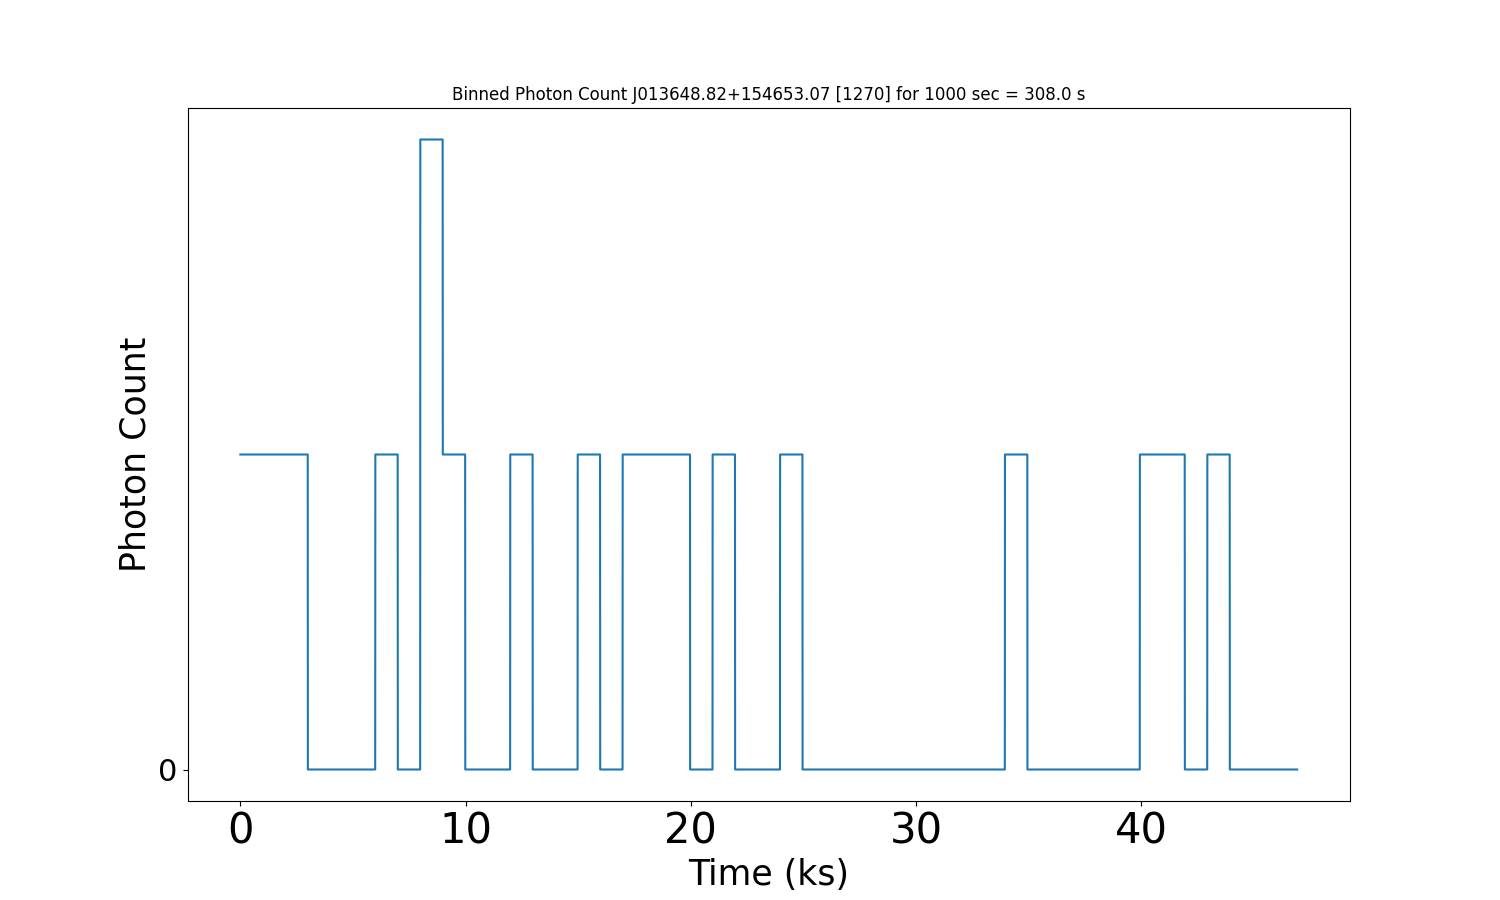 Binned Photon Count J013648.82+154653.07 [1270] for 1000 sec = 308.0 s
Photon Count
0
0 10 20 30 40
Time (ks)